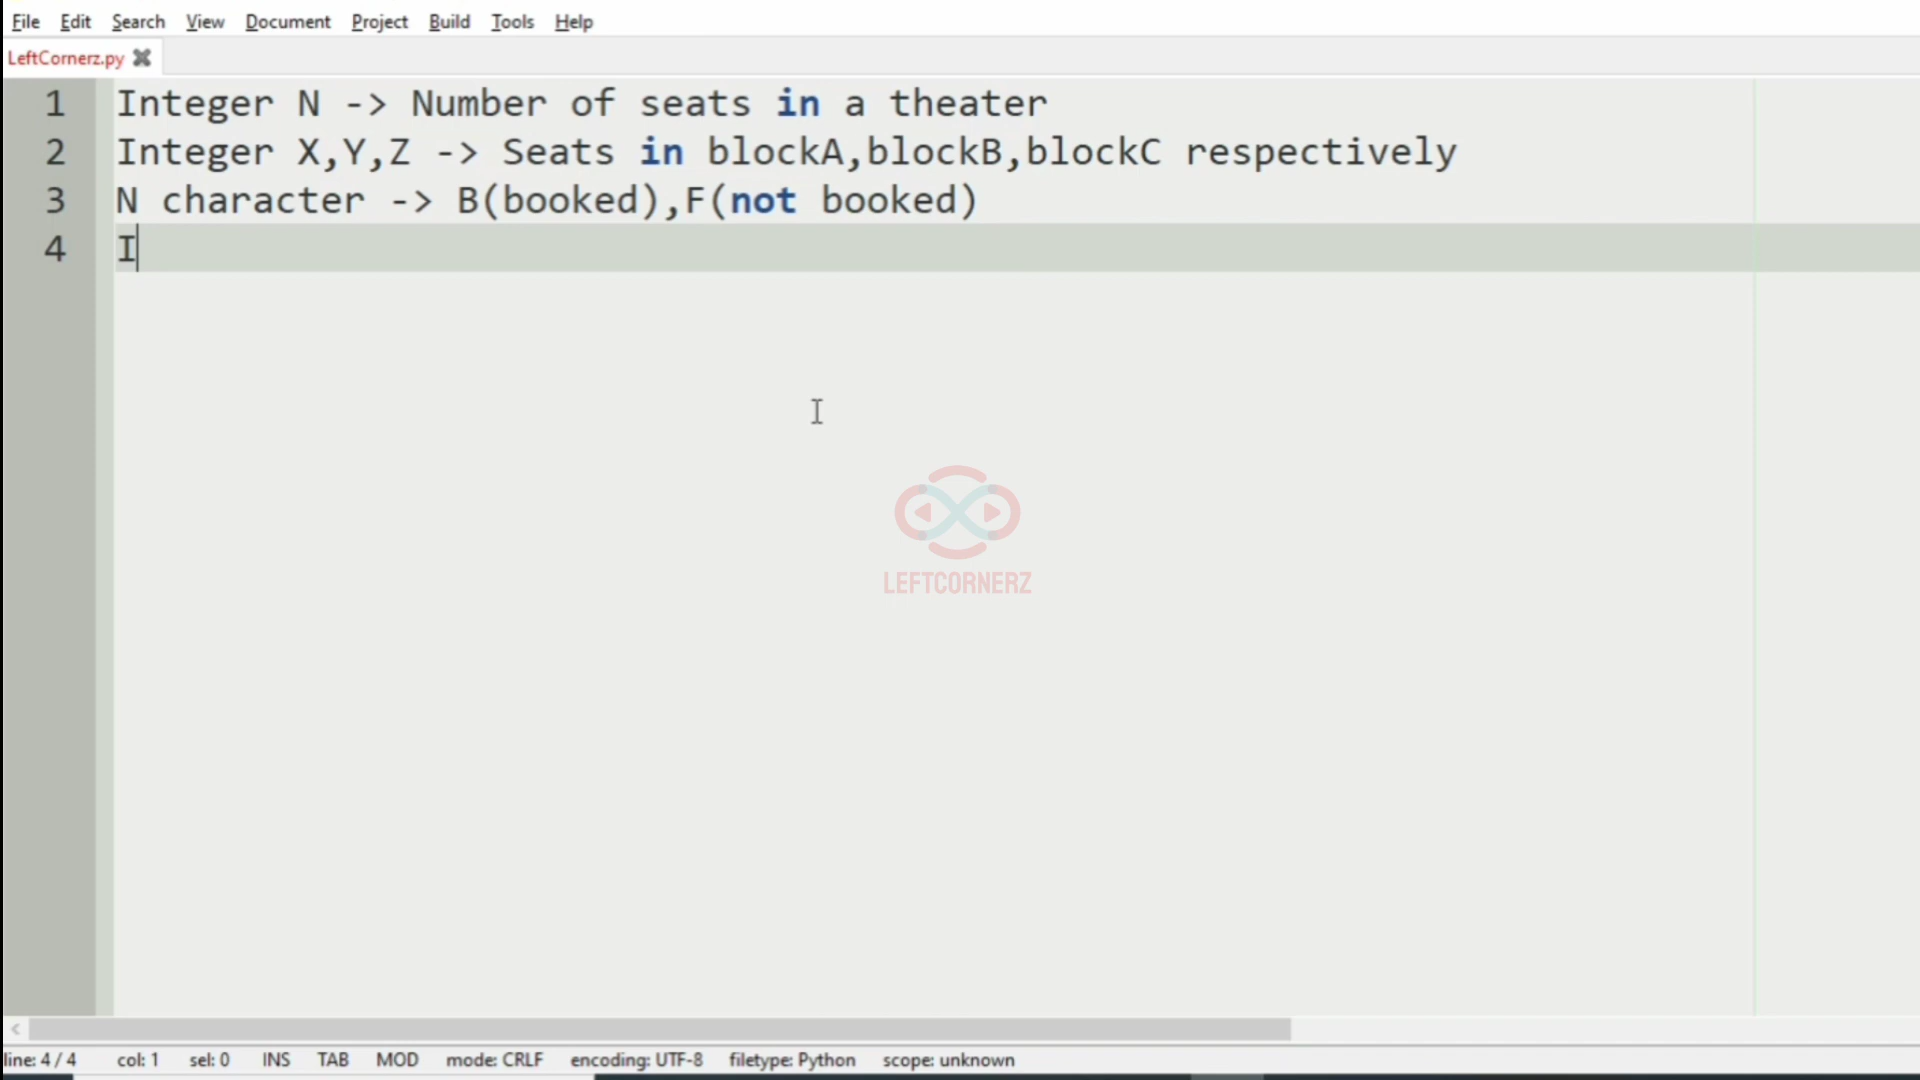 File Edit Search View Document Project Build Tools Help
LeftCornerz.py
1 Integer N -> Number of seats in a theater
2 Integer X,Y,Z -> Seats in blockA,blockB,blockC respectively
3 N character -> B(booked),F(not booked)
4 I
LEFTCORNERZ
line: 4 / 4 col: 1 sel: 0 INS TAB MOD mode: CRLF encoding: UTF-8 filetype: Python scope: unknown